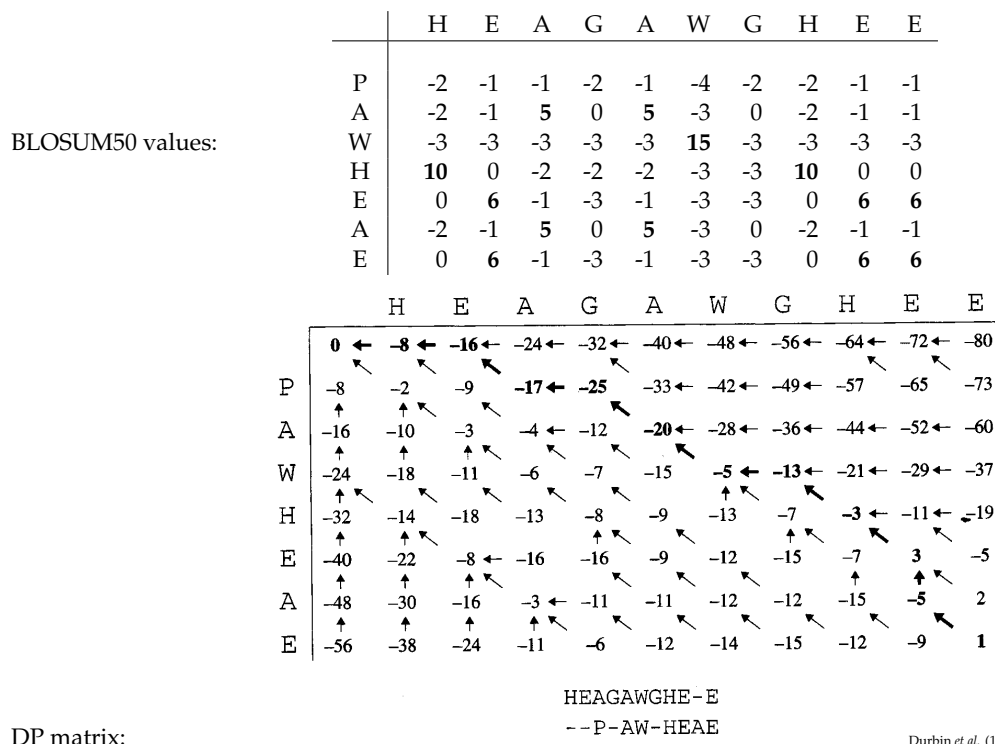 H E A G A W G H E E
P -2 -1 -1 -2 -1 -4 -2 -2 -1 -1
A -2 -1 5 0 5 -3 0 -2 -1 -1
BLOSUM50 values: W -3 -3 -3 -3 -3 15 -3 -3 -3 -3
H 10 0 -2 -2 -2 -3 -3 10 0 0
E 0 6 -1 -3 -1 -3 -3 0 6 6
A -2 -1 5 0 5 -3 0 -2 -1 -1
E 0 6 -1 -3 -1 -3 -3 0 6 6
H E A G A W G H E E
0 ← -8 ← -16 ← -24 ← -32 ← -40 ← -48 ← -56 ← -64 ← -72 ← -80
P -8 -2 -9 -17 ← -25 -33 ← -42 ← -49 ← -57 -65 -73
A -16 -10 -3 -4 ← -12 -20 ← -28 ← -36 ← -44 ← -52 ← -60
W -24 -18 -11 -6 -7 -15 -5 ← -13 ← -21 ← -29 ← -37
H -32 -14 -18 -13 -8 -9 -13 -7 -3 ← -11 ← -19
E -40 -22 -8 ← -16 -16 -9 -12 -15 -7 3 -5
A -48 -30 -16 -3 ← -11 -11 -12 -12 -15 -5 2
E -56 -38 -24 -11 -6 -12 -14 -15 -12 -9 1
HEAGAWGHE-E
--P-AW-HEAE
DP matrix:
Durbin et al. (1